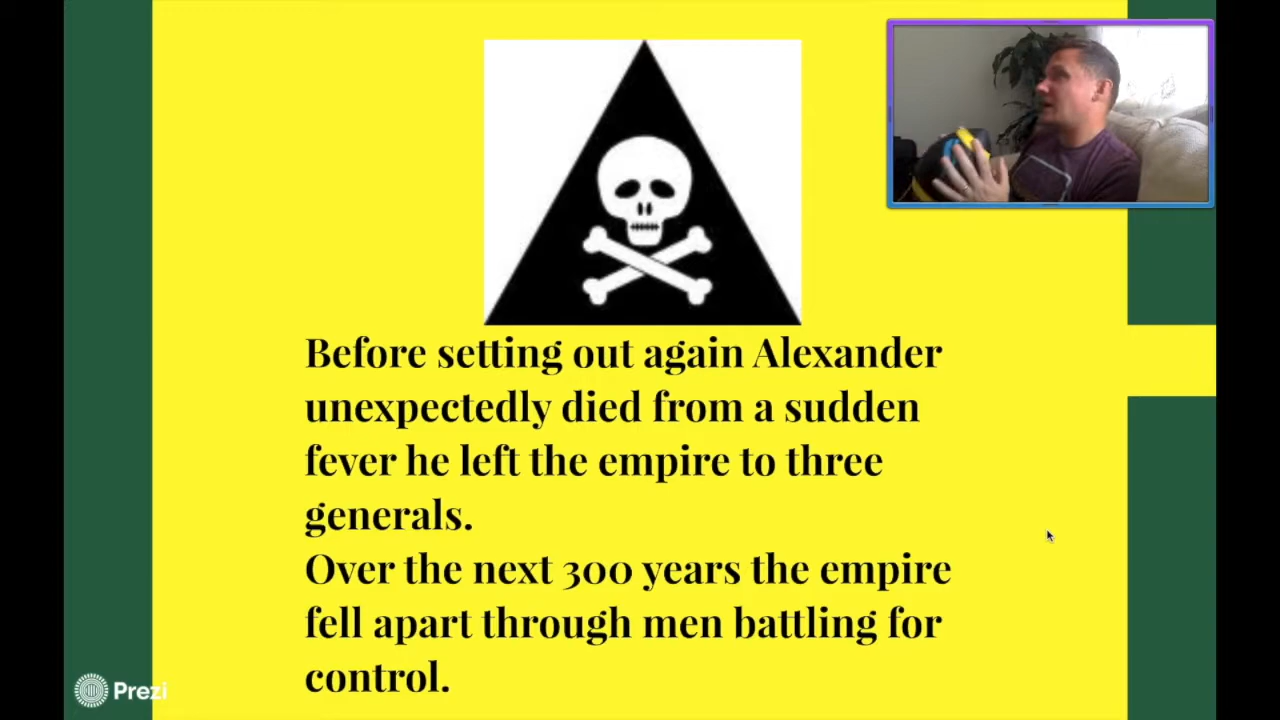 Before setting out again Alexander
unexpectedly died from a sudden
fever he left the empire to three
generals.
Over the next 300 years the empire
fell apart through men battling for
control.
Prezi